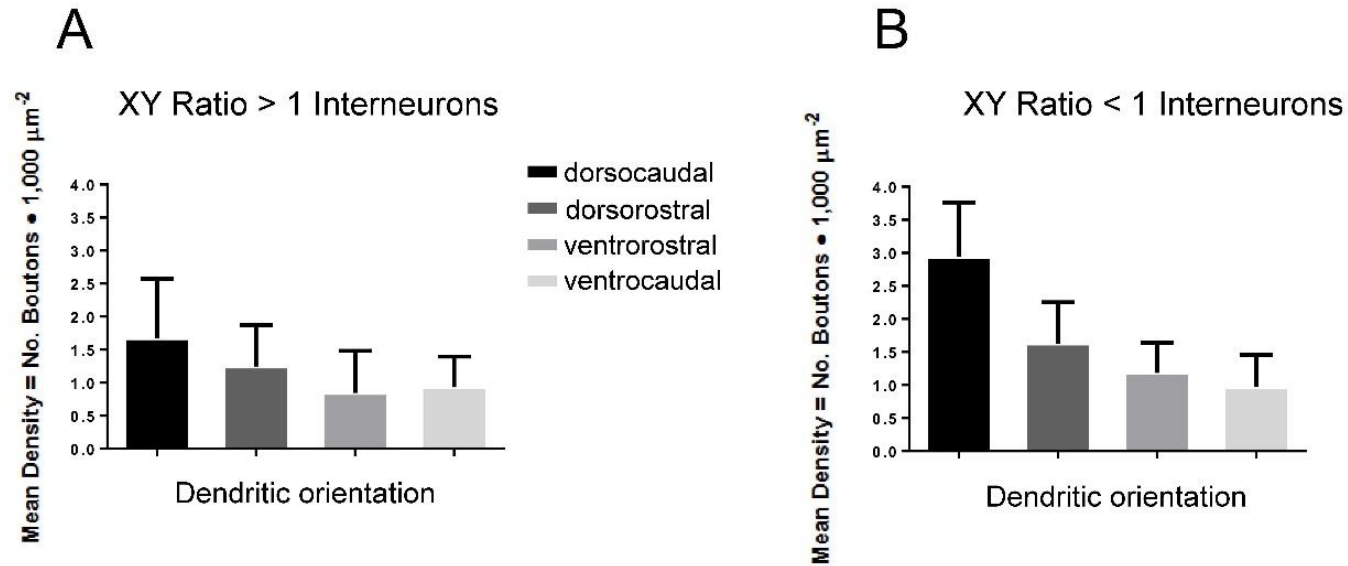 A
XY Ratio > 1 Interneurons
Mean Density = No. Boutons • 1,000 µm-2
4.0
3.5
3.0
2.5
2.0
1.5
1.0
0.5
0.0
Dendritic orientation
dorsocaudal
dorsorostral
ventrorostral
ventrocaudal
B
XY Ratio < 1 Interneurons
Mean Density = No. Boutons • 1,000 µm-2
4.0
3.5
3.0
2.5
2.0
1.5
1.0
0.5
0.0
Dendritic orientation